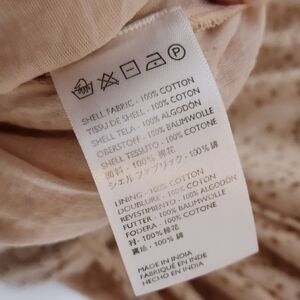 SHELL FABRIC - 100% COTTON
TISSU DE SHELL - 100% COTON
SHELL TELA - 100% ALGODÓN
OBERSTOFF - 100% BAUMWOLLE
SHELL TESSUTO - 100% COTONE
面料 - 100% 棉花
シェルファブリック - 100% 綿
LINING - 100% COTTON
DOUBLURE - 100% COTON
REVESTIMIENTO - 100% ALGODÓN
FUTTER - 100% BAUMWOLLE
FODERA - 100% COTONE
衬 - 100% 棉花
裏地 - 100% 綿
MADE IN INDIA
FABRIQUÉ EN INDE
HECHO EN INDIA